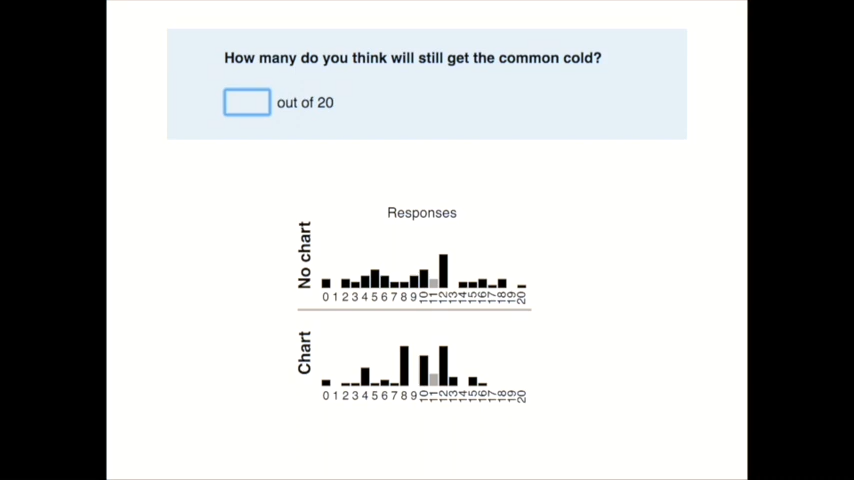 How many do you think will still get the common cold?
out of 20
Responses
No chart
0 1 2 3 4 5 6 7 8 9 10 11 12 13 14 15 16 17 18 19 20
Chart
0 1 2 3 4 5 6 7 8 9 10 11 12 13 14 15 16 17 18 19 20